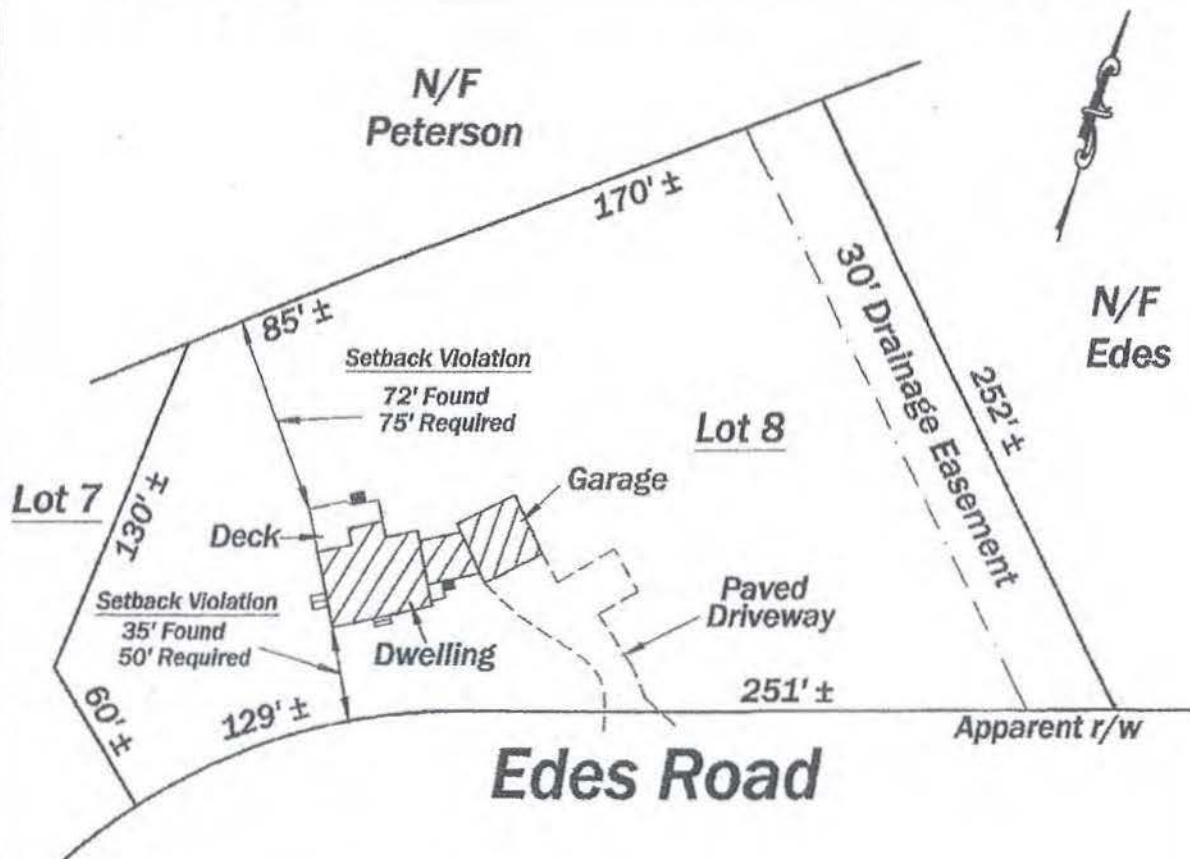 N/F
Peterson
170' ±
85' ±
Setback Violation
72' Found
75' Required
30' Drainage Easement
N/F
Edes
252' ±
Lot 8
Lot 7
130' ±
Garage
Deck
Setback Violation
35' Found
50' Required
Dwelling
Paved
Driveway
60' ±
129' ±
251' ±
Apparent r/w
Edes Road